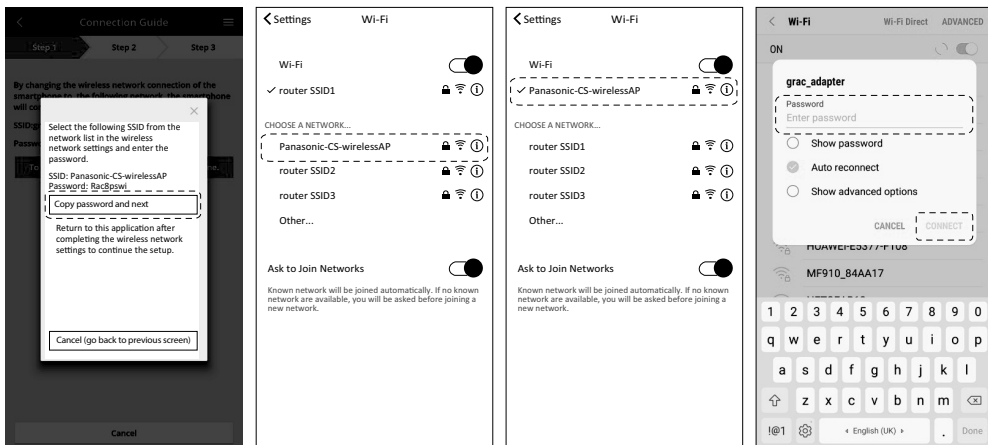 Connection Guide
Step 1
Step 2
Step 3
By changing the wireless network connection of the
smartphone to the following network, the smartphone
will co
SSID:gr
Passw
To
ne.
Select the following SSID from the
network list in the wireless
network settings and enter the
password.
SSID: Panasonic-CS-wirelessAP
Password: Rac8pswi
Copy password and next
Return to this application after
completing the wireless network
settings to continue the setup.
Cancel (go back to previous screen)
Cancel
Settings
Wi-Fi
Wi-Fi
router SSID1
CHOOSE A NETWORK...
Panasonic-CS-wirelessAP
router SSID2
router SSID3
Other...
Ask to Join Networks
Known network will be joined automatically. If no known
network are available, you will be asked before joining a
new network.
Settings
Wi-Fi
Wi-Fi
Panasonic-CS-wirelessAP
CHOOSE A NETWORK...
router SSID1
router SSID2
router SSID3
Other...
Ask to Join Networks
Known network will be joined automatically. If no known
network are available, you will be asked before joining a
new network.
Wi-Fi
Wi-Fi Direct
ADVANCED
ON
grac_adapter
Password
Enter password
Show password
Auto reconnect
Show advanced options
CANCEL
CONNECT
HUAWEI-E5377-F108
MF910_84AA17
1 2 3 4 5 6 7 8 9 0
q w e r t y u i o p
a s d f g h j k l
z x c v b n m
!@1
English (UK)
.
Done